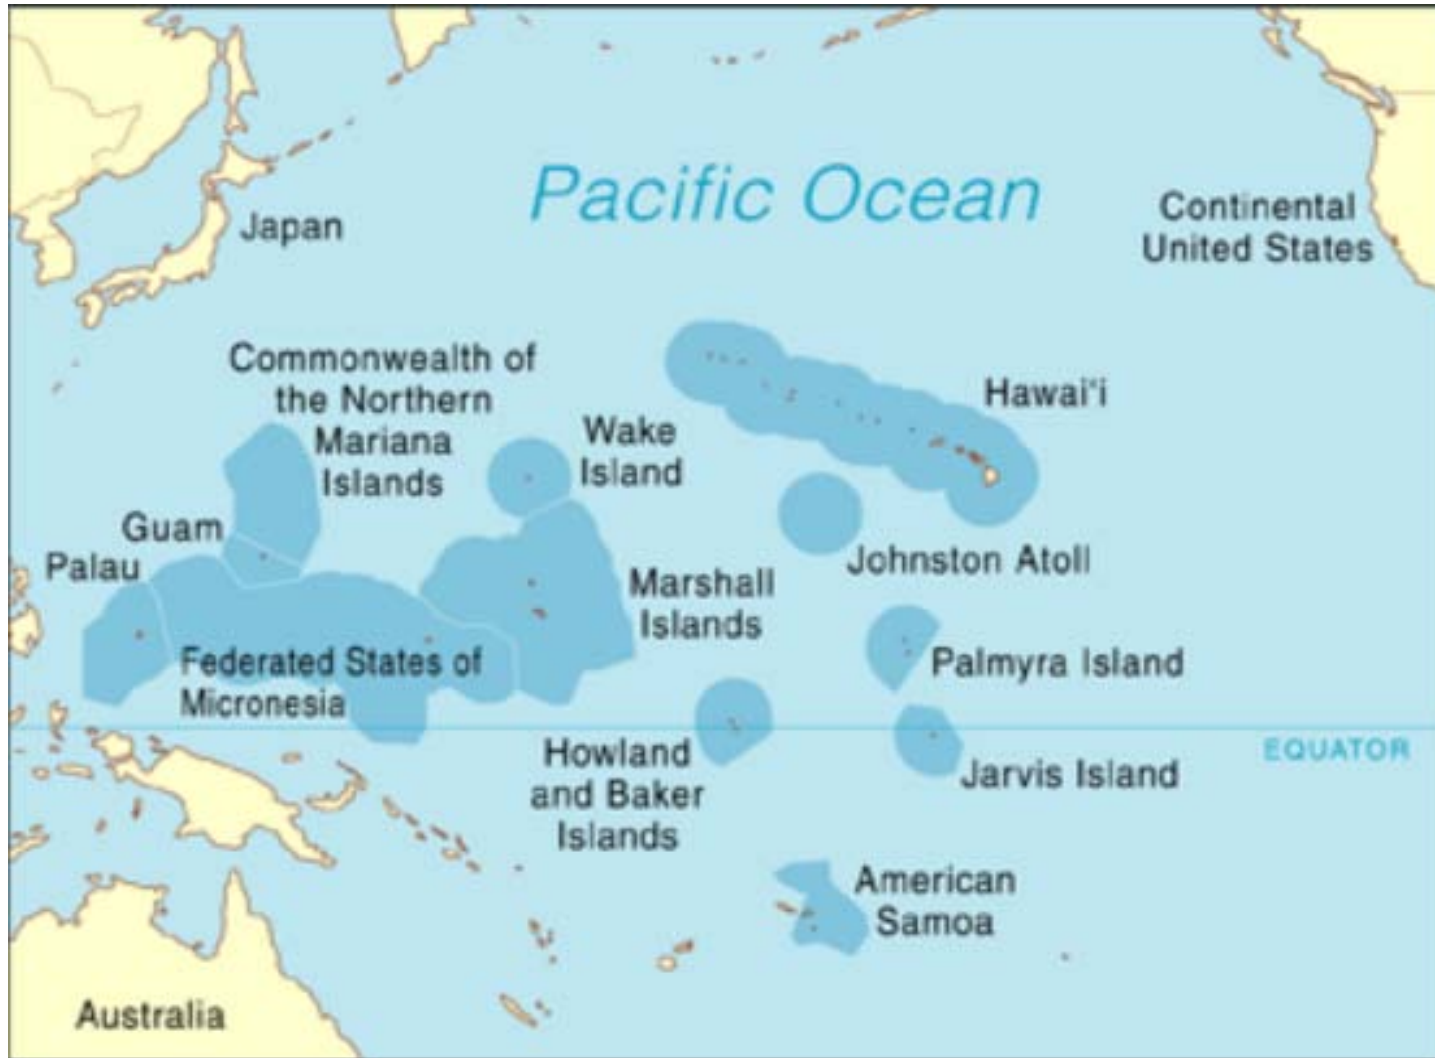 Pacific Ocean
Continental
United States
Japan
Commonwealth of
the Northern
Mariana
Islands
Hawai'i
Wake
Island
Guam
Palau
Johnston Atoll
Marshall
Islands
Federated States of
Micronesia
Palmyra Island
EQUATOR
Howland
and Baker
Islands
Jarvis Island
American
Samoa
Australia